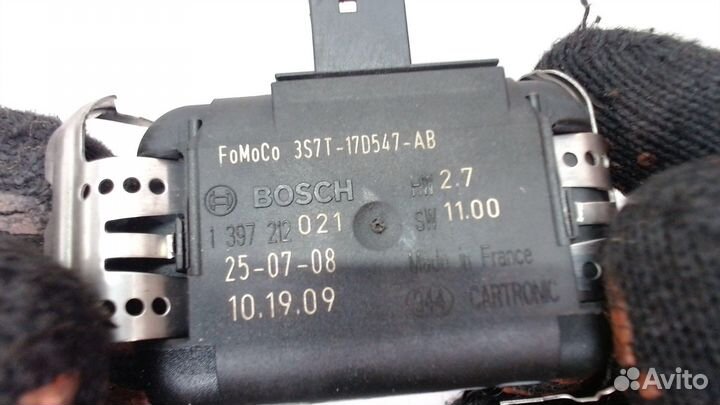 FoMoCo 3S7T-17D547-AB
BOSCH HW 2.7
1 397 212 021 SW 11.00
25-07-08 Made in France
10.19.09 944 CARTRONIC
Avito